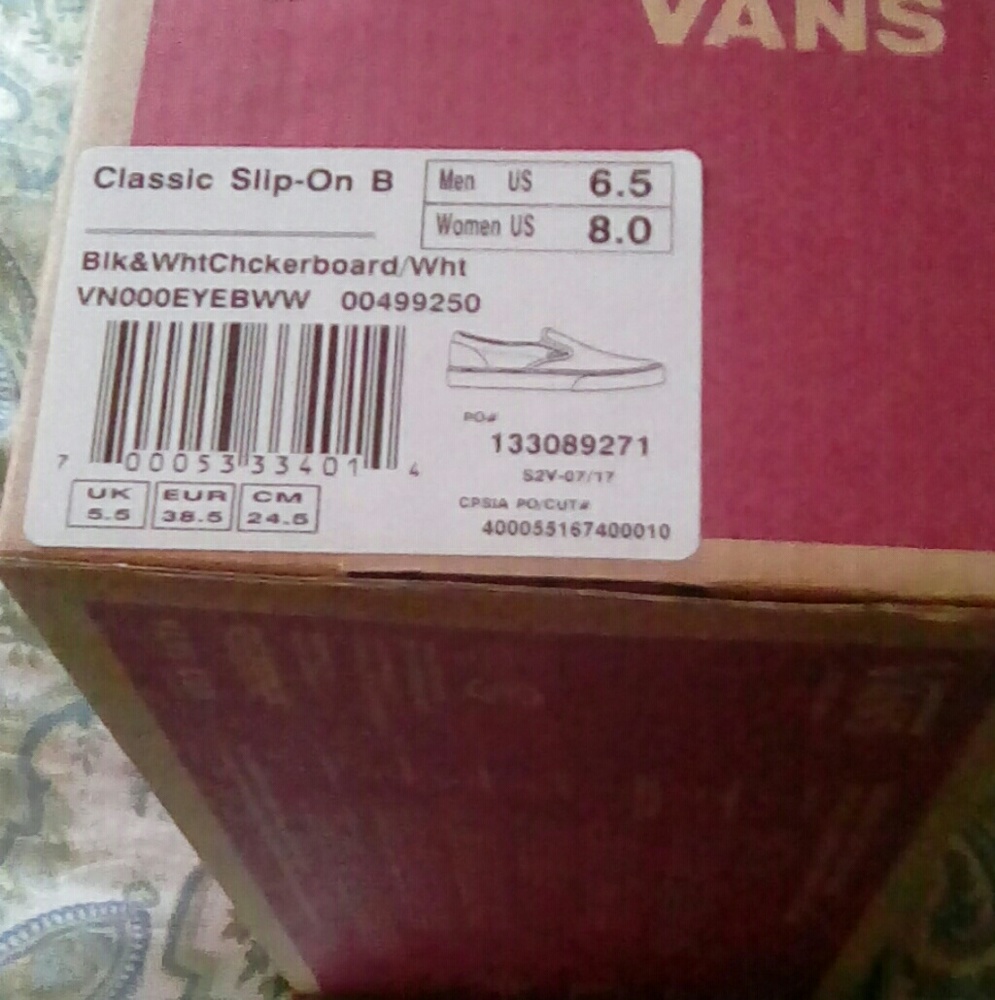 VANS
Classic Slip-On B
Men US 6.5
Women US 8.0
Blk&WhtChckerboard/Wht
VN000EYEBWW 00499250
7 00053 33401 4
PO#
133089271
S2V-07/17
CPSIA PO/CUT#
400055167400010
UK EUR CM
5.5 38.5 24.5